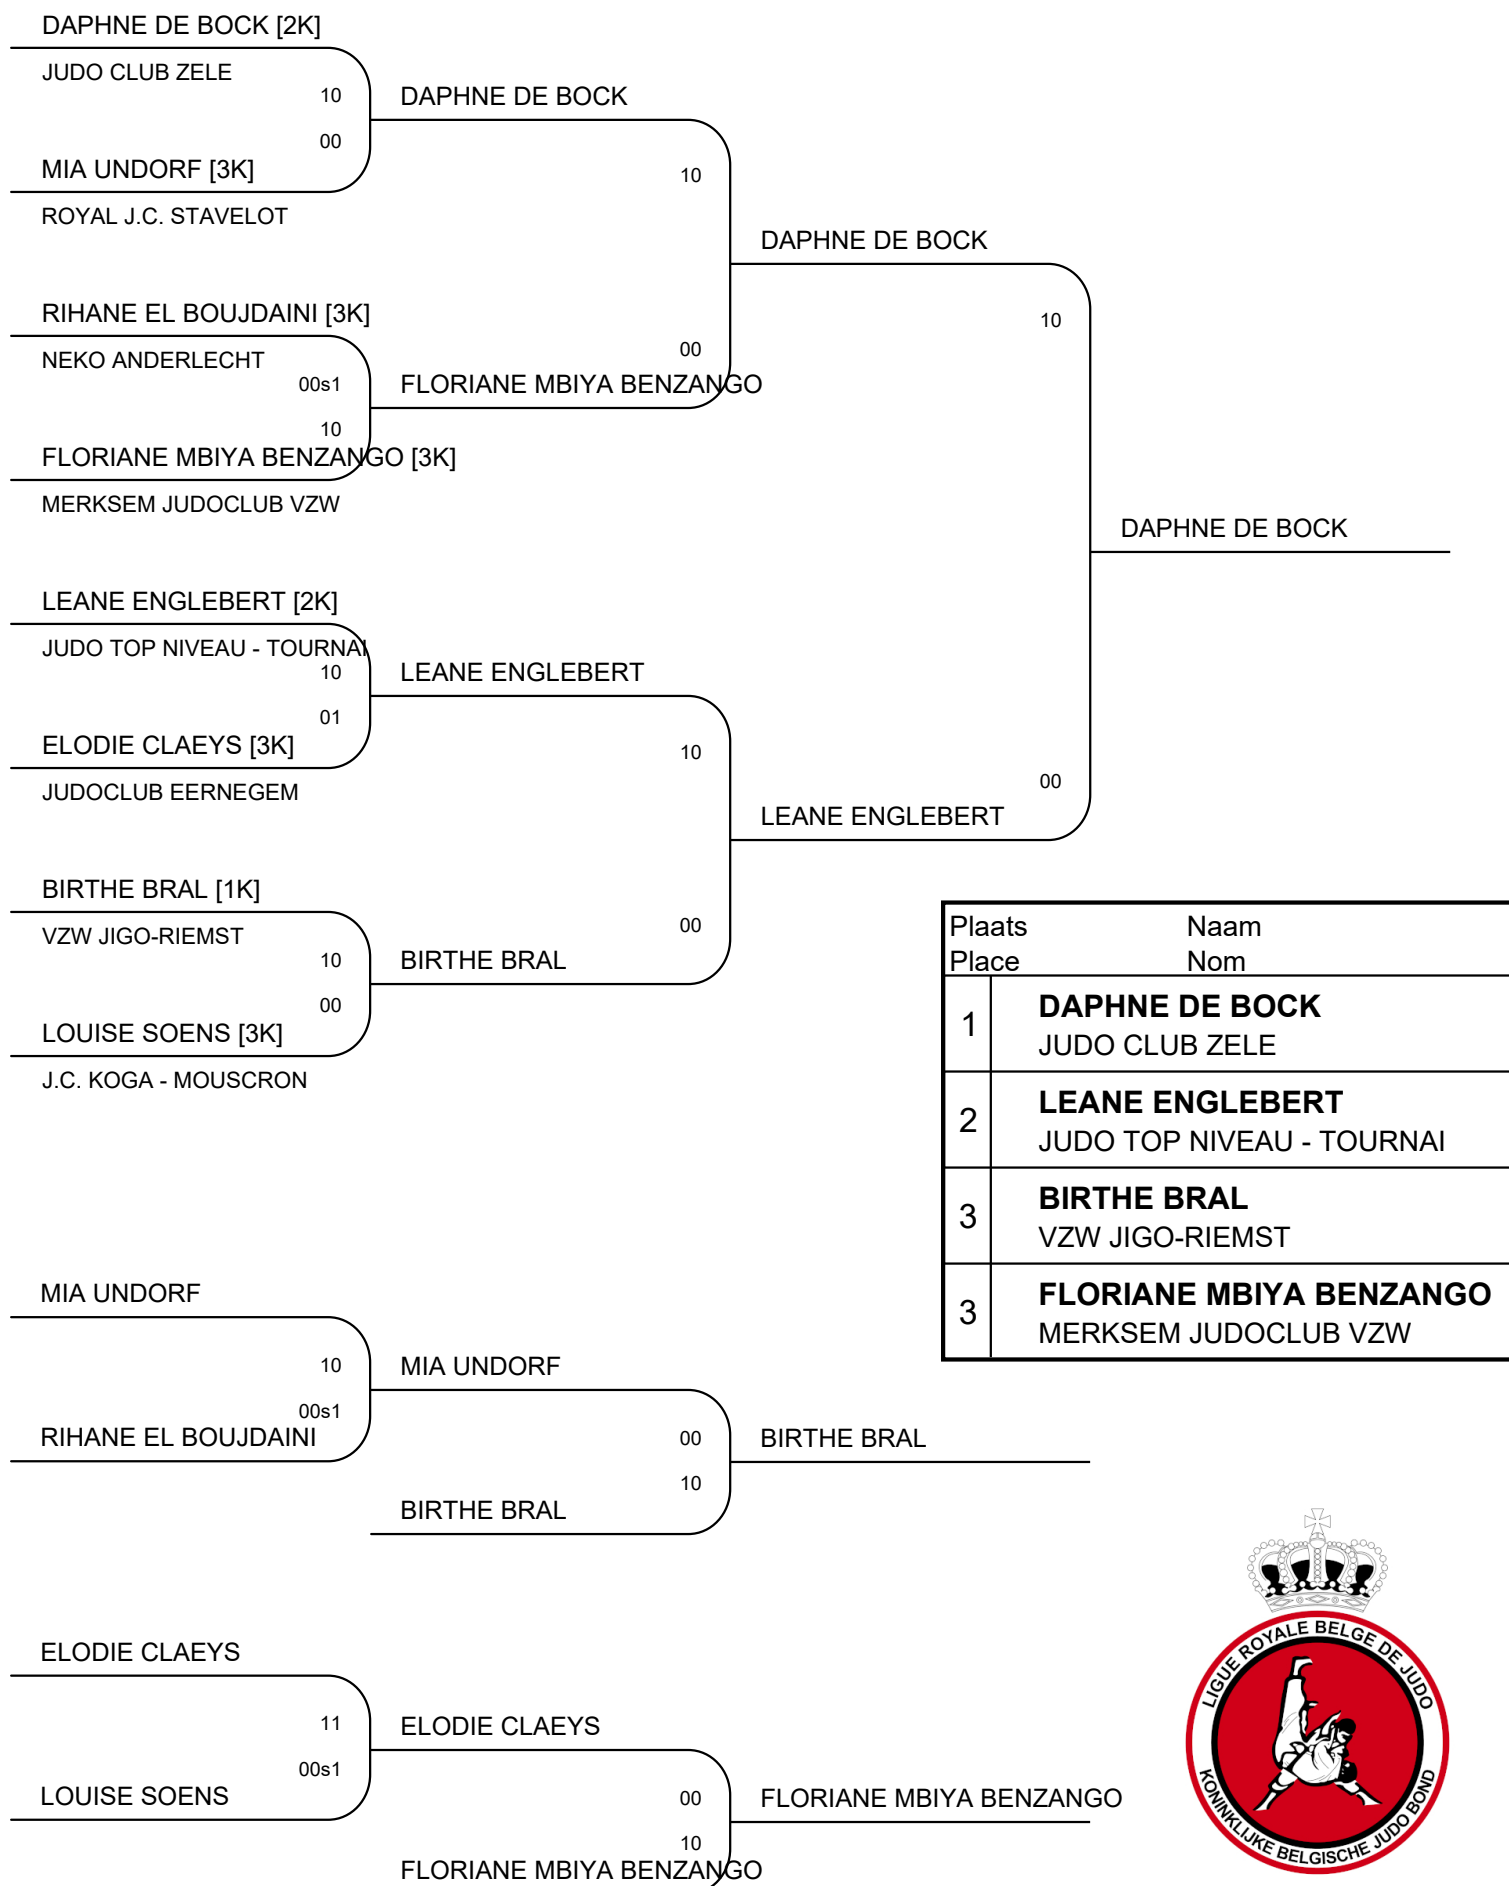 DAPHNE DE BOCK [2K]
JUDO CLUB ZELE
10
00
MIA UNDORF [3K]
ROYAL J.C. STAVELOT
RIHANE EL BOUJDAINI [3K]
NEKO ANDERLECHT
00s1
10
FLORIANE MBIYA BENZANGO [3K]
MERKSEM JUDOCLUB VZW
LEANE ENGLEBERT [2K]
JUDO TOP NIVEAU - TOURNAI
10
01
ELODIE CLAEYS [3K]
JUDOCLUB EERNEGEM
BIRTHE BRAL [1K]
VZW JIGO-RIEMST
10
00
LOUISE SOENS [3K]
J.C. KOGA - MOUSCRON
DAPHNE DE BOCK
10
00
FLORIANE MBIYA BENZANGO
LEANE ENGLEBERT
10
00
BIRTHE BRAL
DAPHNE DE BOCK
10
00
LEANE ENGLEBERT
DAPHNE DE BOCK
Plaats Naam
Place Nom
1 DAPHNE DE BOCK
JUDO CLUB ZELE
2 LEANE ENGLEBERT
JUDO TOP NIVEAU - TOURNAI
3 BIRTHE BRAL
VZW JIGO-RIEMST
3 FLORIANE MBIYA BENZANGO
MERKSEM JUDOCLUB VZW
MIA UNDORF
10
00s1
RIHANE EL BOUJDAINI
MIA UNDORF
00
10
BIRTHE BRAL
BIRTHE BRAL
ELODIE CLAEYS
11
00s1
LOUISE SOENS
ELODIE CLAEYS
00
10
FLORIANE MBIYA BENZANGO
FLORIANE MBIYA BENZANGO
LIGUE ROYALE BELGE DE JUDO
KONINKLIJKE BELGISCHE JUDO BOND